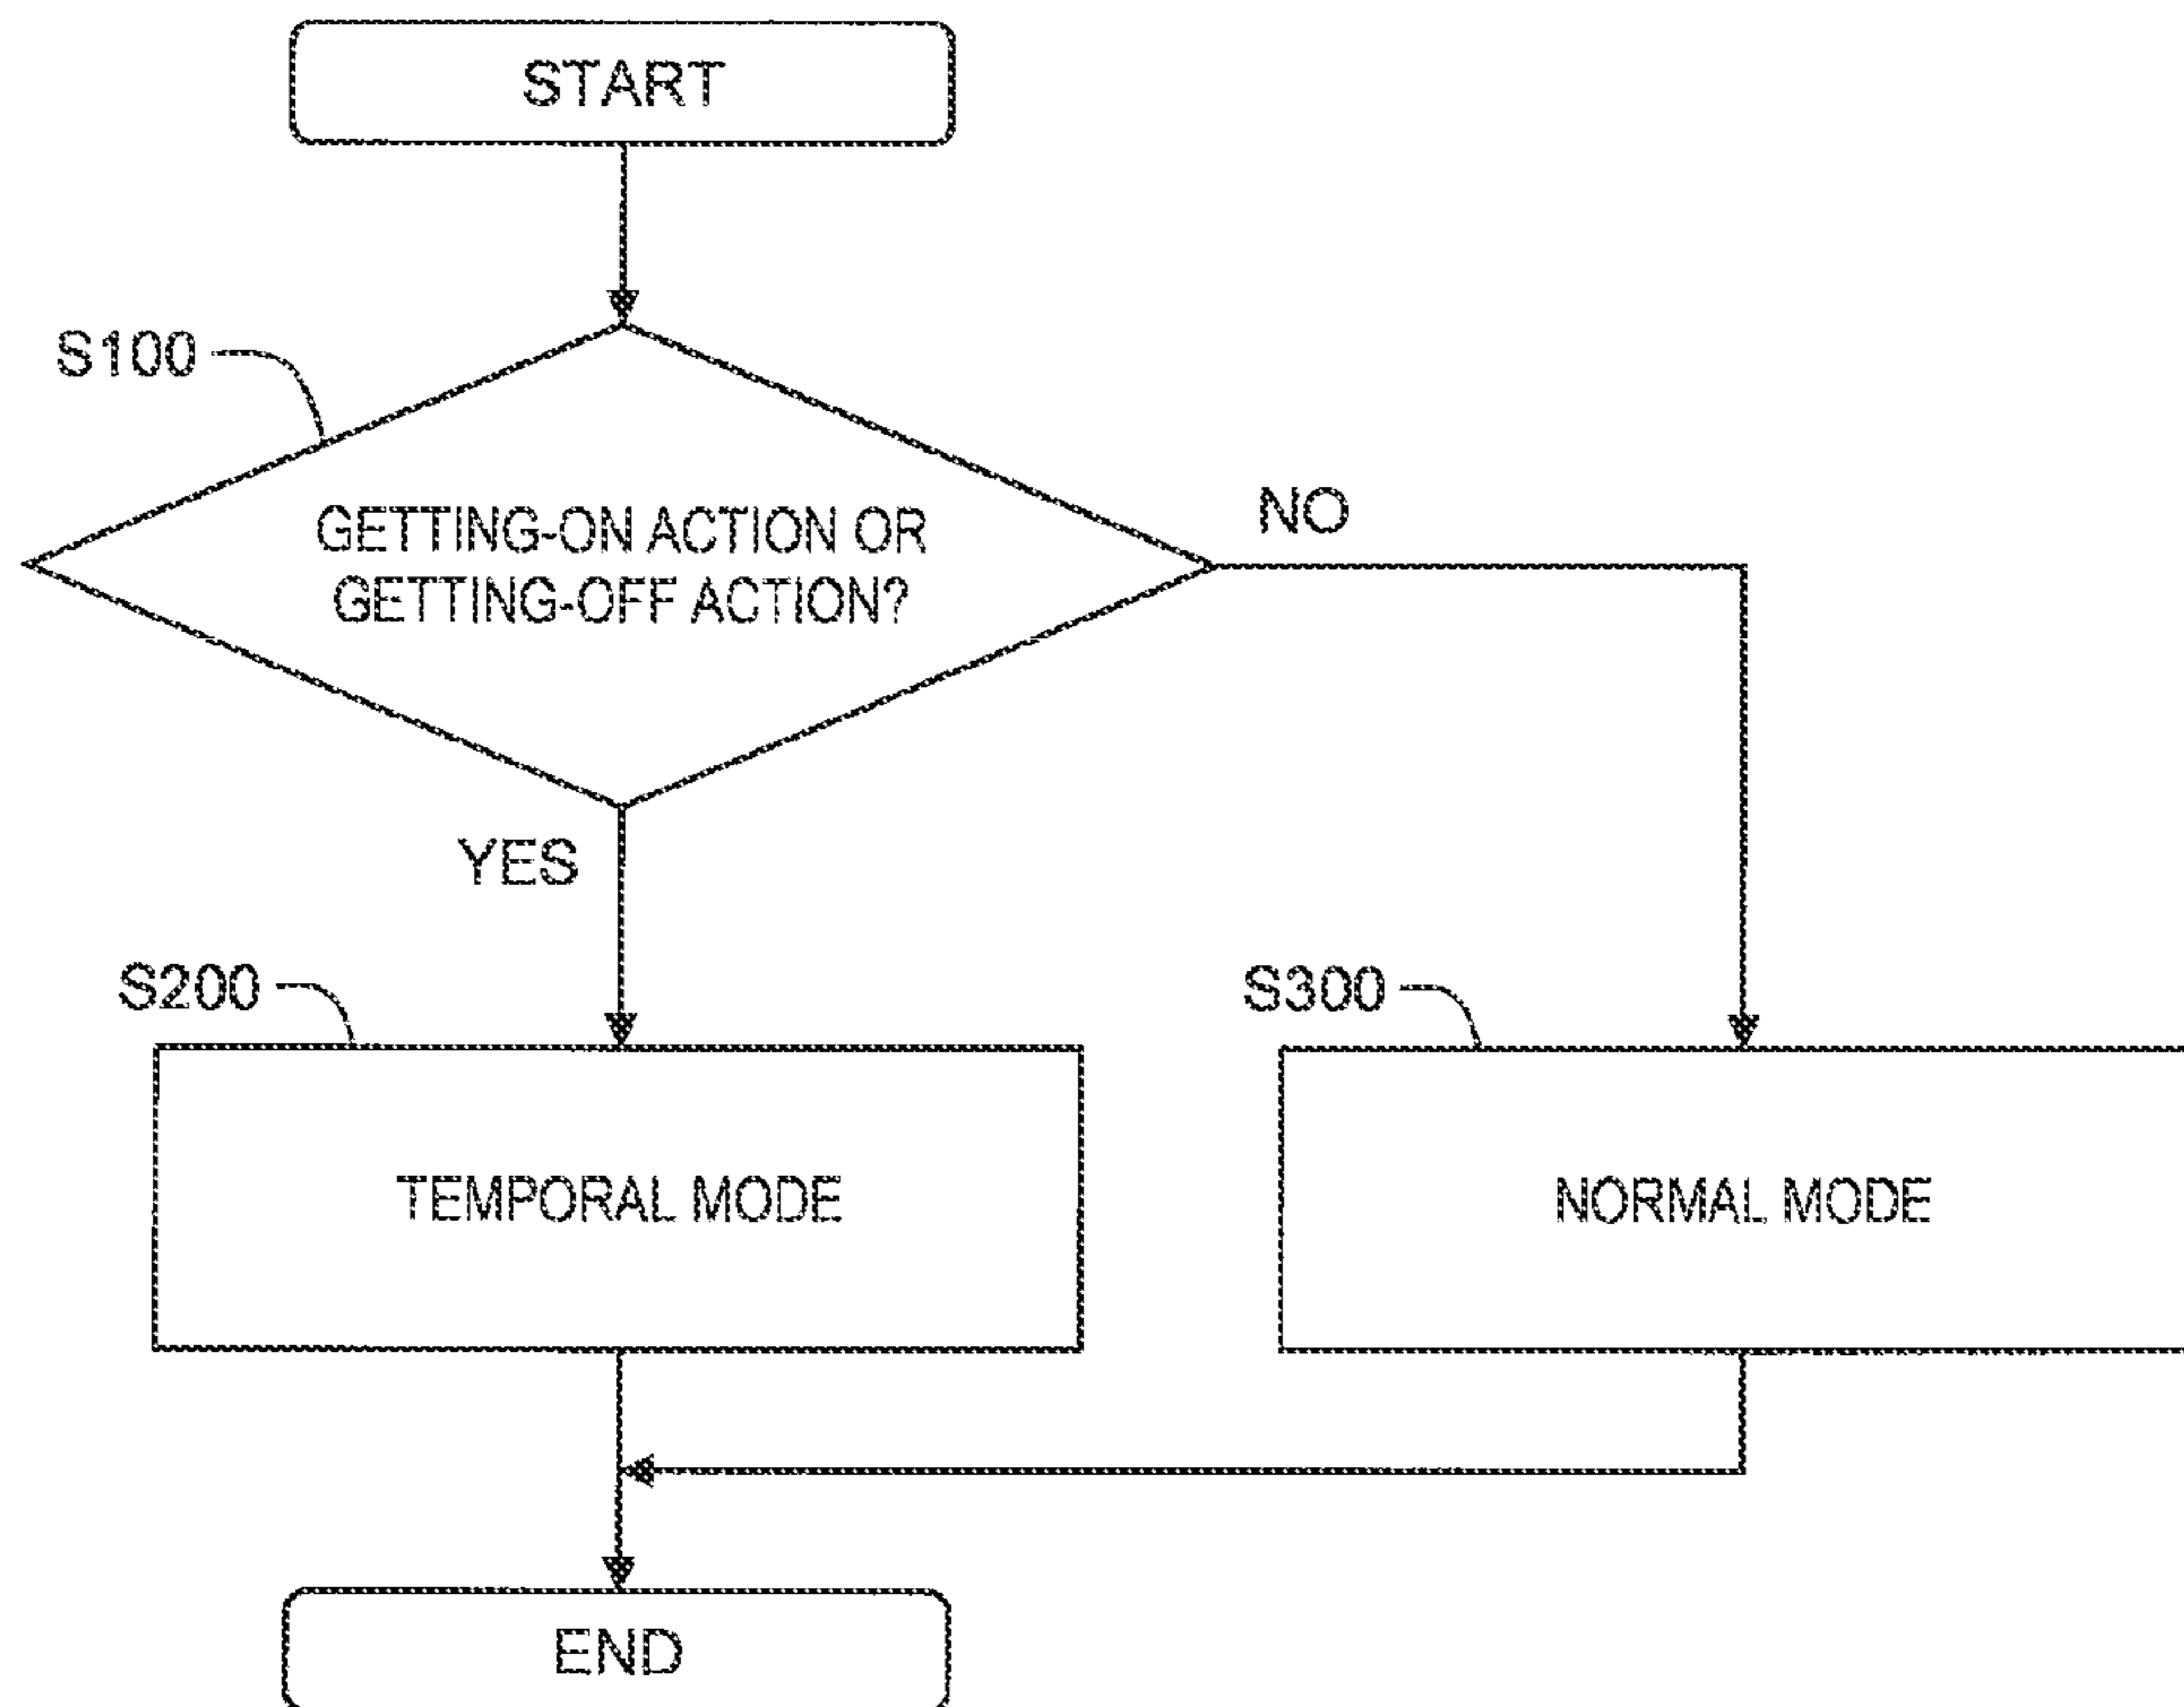 START
S100
GETTING-ON ACTION OR
GETTING-OFF ACTION?
NO
YES
S200
TEMPORAL MODE
S300
NORMAL MODE
END